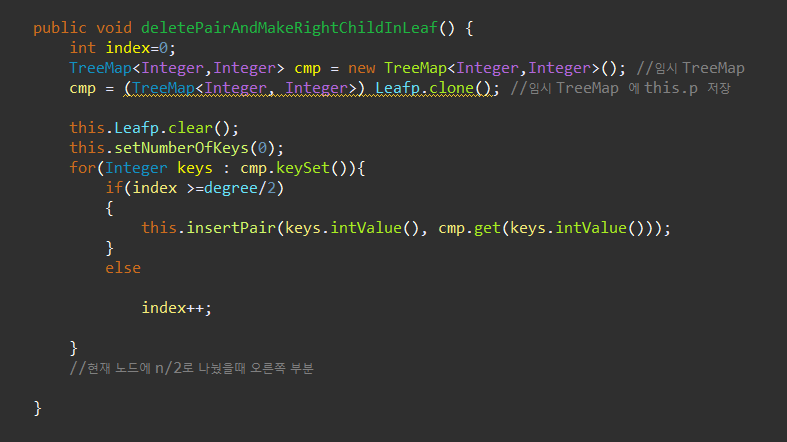 public void deletePairAndMakeRightChildInLeaf() {
int index=0;
TreeMap<Integer,Integer> cmp = new TreeMap<Integer,Integer>(); //임시 TreeMap
cmp = (TreeMap<Integer, Integer>) Leafp.clone(); //임시 TreeMap 에 this.p 저장
this.Leafp.clear();
this.setNumberOfKeys(0);
for(Integer keys : cmp.keySet()){
if(index >=degree/2)
{
this.insertPair(keys.intValue(), cmp.get(keys.intValue()));
}
else
index++;
}
//현재 노드에 n/2로 나눴을때 오른쪽 부분
}